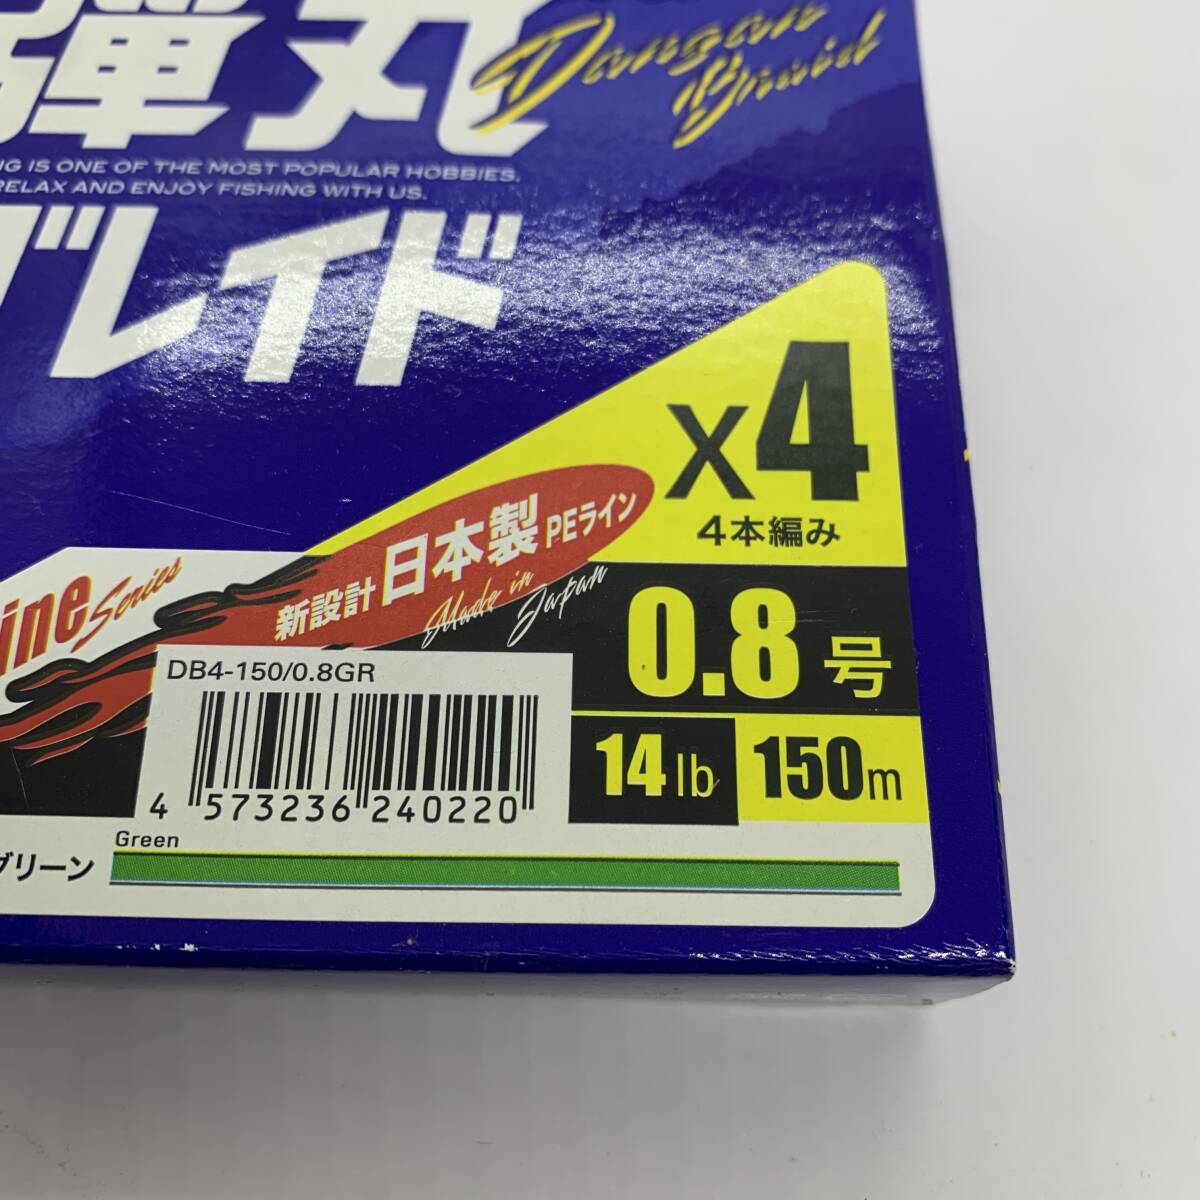 弾丸
Dangan Braid
NG IS ONE OF THE MOST POPULAR HOBBIES.
RELAX AND ENJOY FISHING WITH US.
ブレイド
X4
4本編み
ine Series
新設計 日本製 PEライン
Made in Japan
0.8号
DB4-150/0.8GR
14lb 150m
4 573236 240220
Green
グリーン